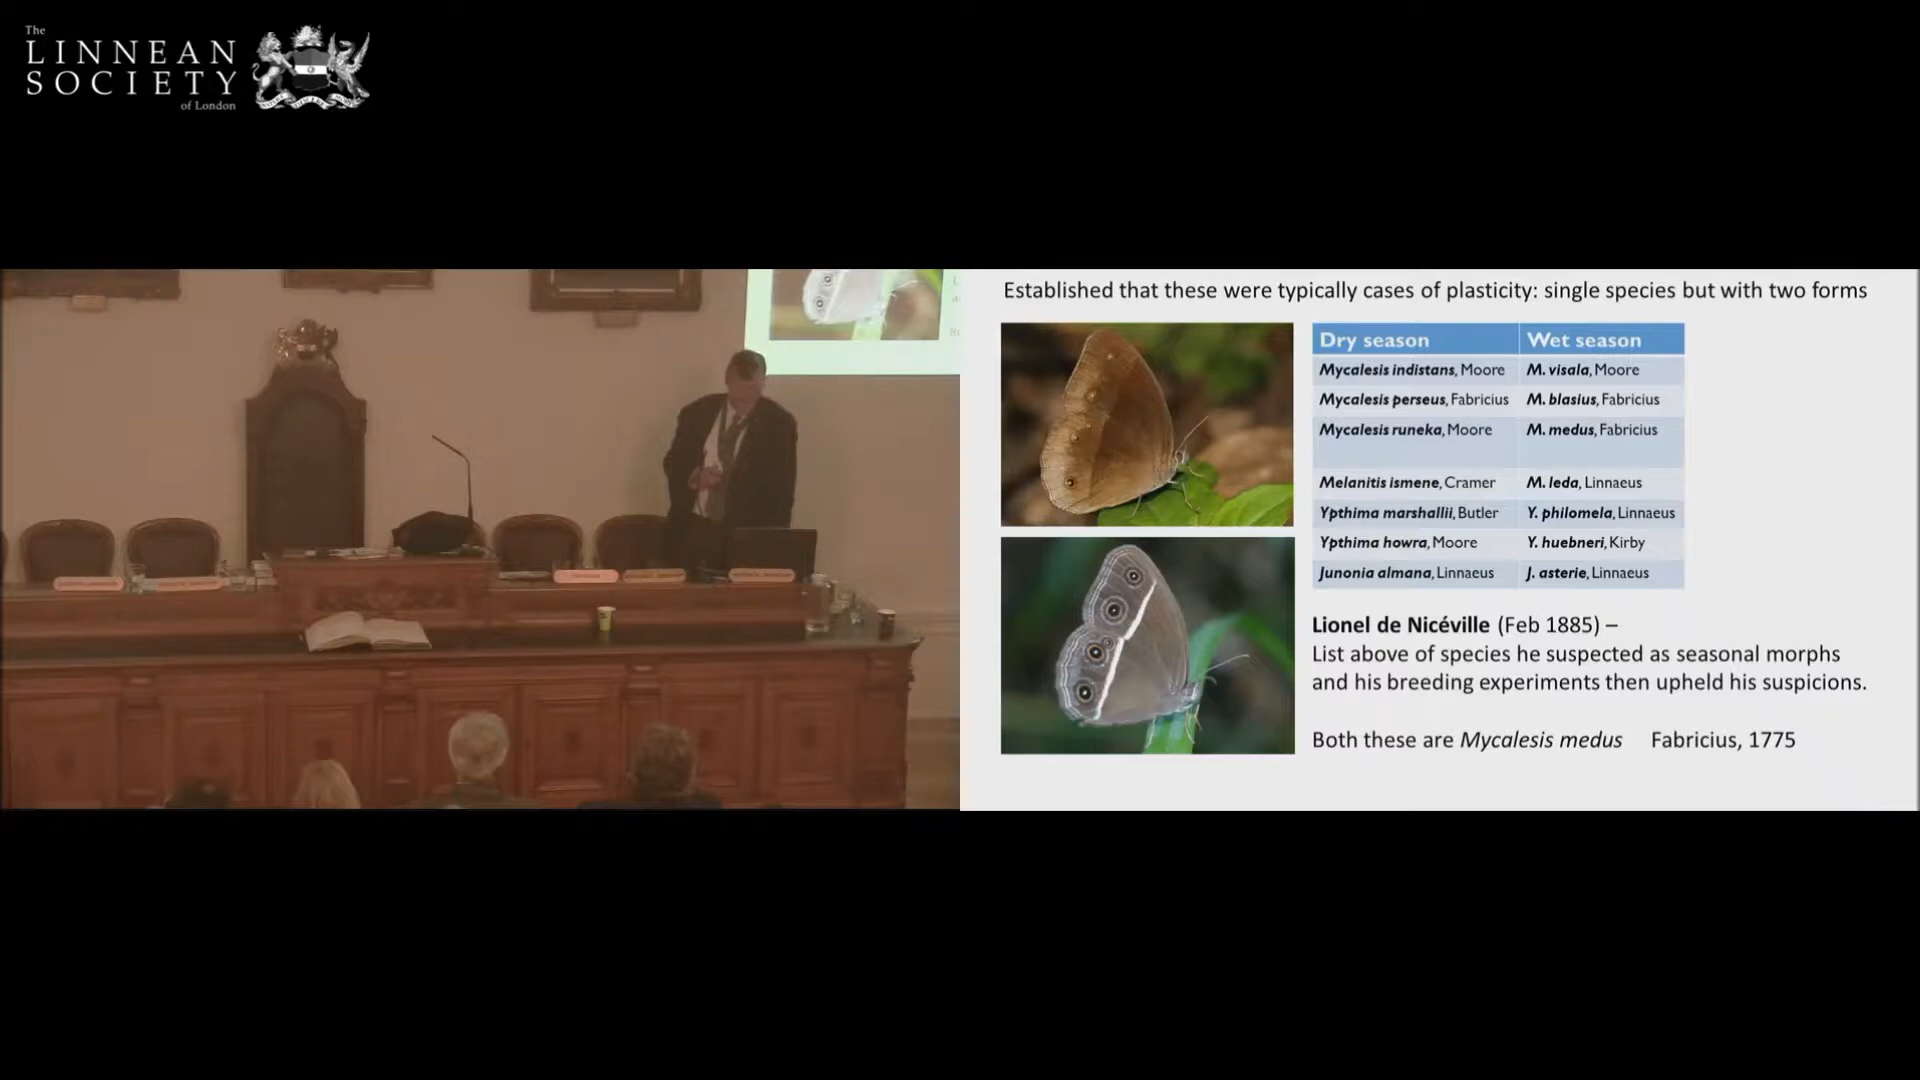 The
LINNEAN
SOCIETY
of London
Established that these were typically cases of plasticity: single species but with two forms
Dry season Wet season
Mycalesis indistans, Moore M. visala, Moore
Mycalesis perseus, Fabricius M. blasius, Fabricius
Mycalesis runeka, Moore M. medus, Fabricius
Melanitis ismene, Cramer M. leda, Linnaeus
Ypthima marshallii, Butler Y. philomela, Linnaeus
Ypthima howra, Moore Y. huebneri, Kirby
Junonia almana, Linnaeus J. asterie, Linnaeus
Lionel de Nicéville (Feb 1885) –
List above of species he suspected as seasonal morphs
and his breeding experiments then upheld his suspicions.
Both these are Mycalesis medus Fabricius, 1775